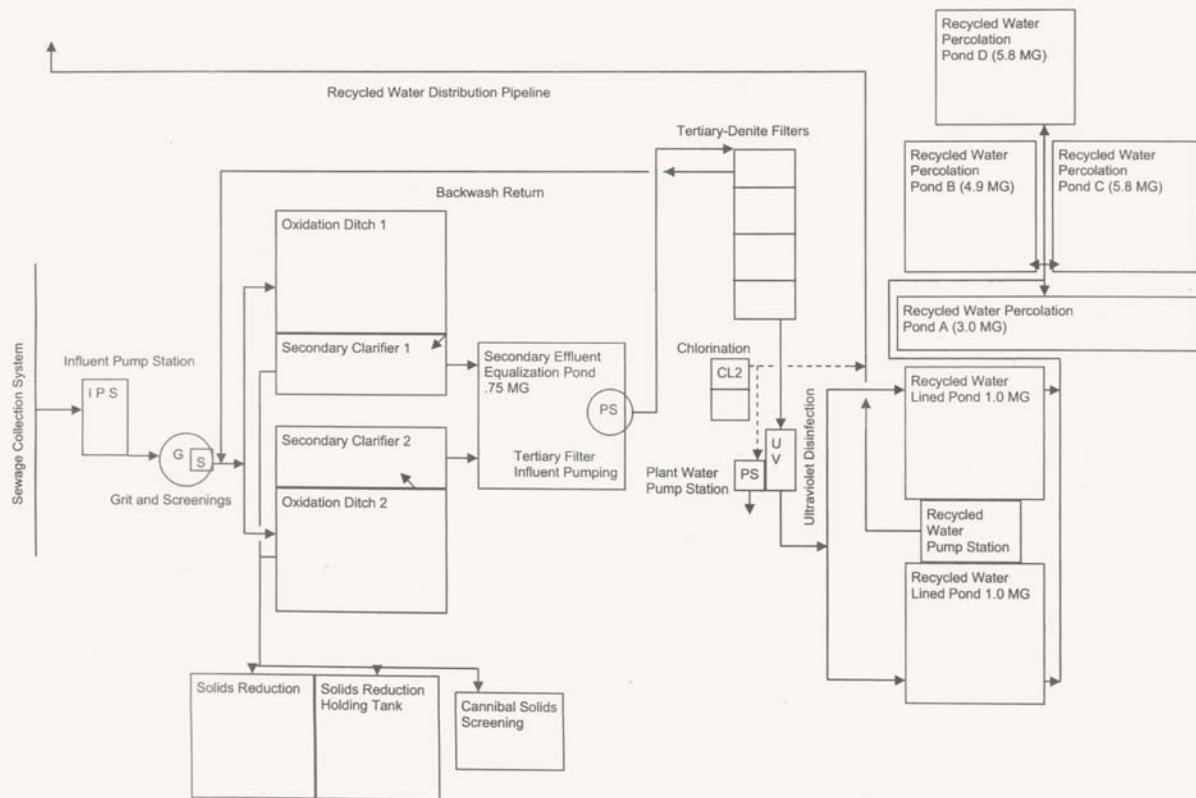 Recycled Water
Percolation
Pond D (5.8 MG)
Recycled Water Distribution Pipeline
Tertiary-Denite Filters
Recycled Water
Percolation
Pond B (4.9 MG)
Recycled Water
Percolation
Pond C (5.8 MG)
Backwash Return
Oxidation Ditch 1
Sewage Collection System
Recycled Water Percolation
Pond A (3.0 MG)
Secondary Clarifier 1
Influent Pump Station
I P S
Secondary Effluent
Equalization Pond
.75 MG
PS
Chlorination
CL2
Recycled Water
Lined Pond 1.0 MG
G
S
Grit and Screenings
Secondary Clarifier 2
Tertiary Filter
Influent Pumping
U
V
Ultraviolet Disinfection
Plant Water
Pump Station
PS
Oxidation Ditch 2
Recycled
Water
Pump Station
Recycled Water
Lined Pond 1.0 MG
Solids Reduction
Solids Reduction
Holding Tank
Cannibal Solids
Screening